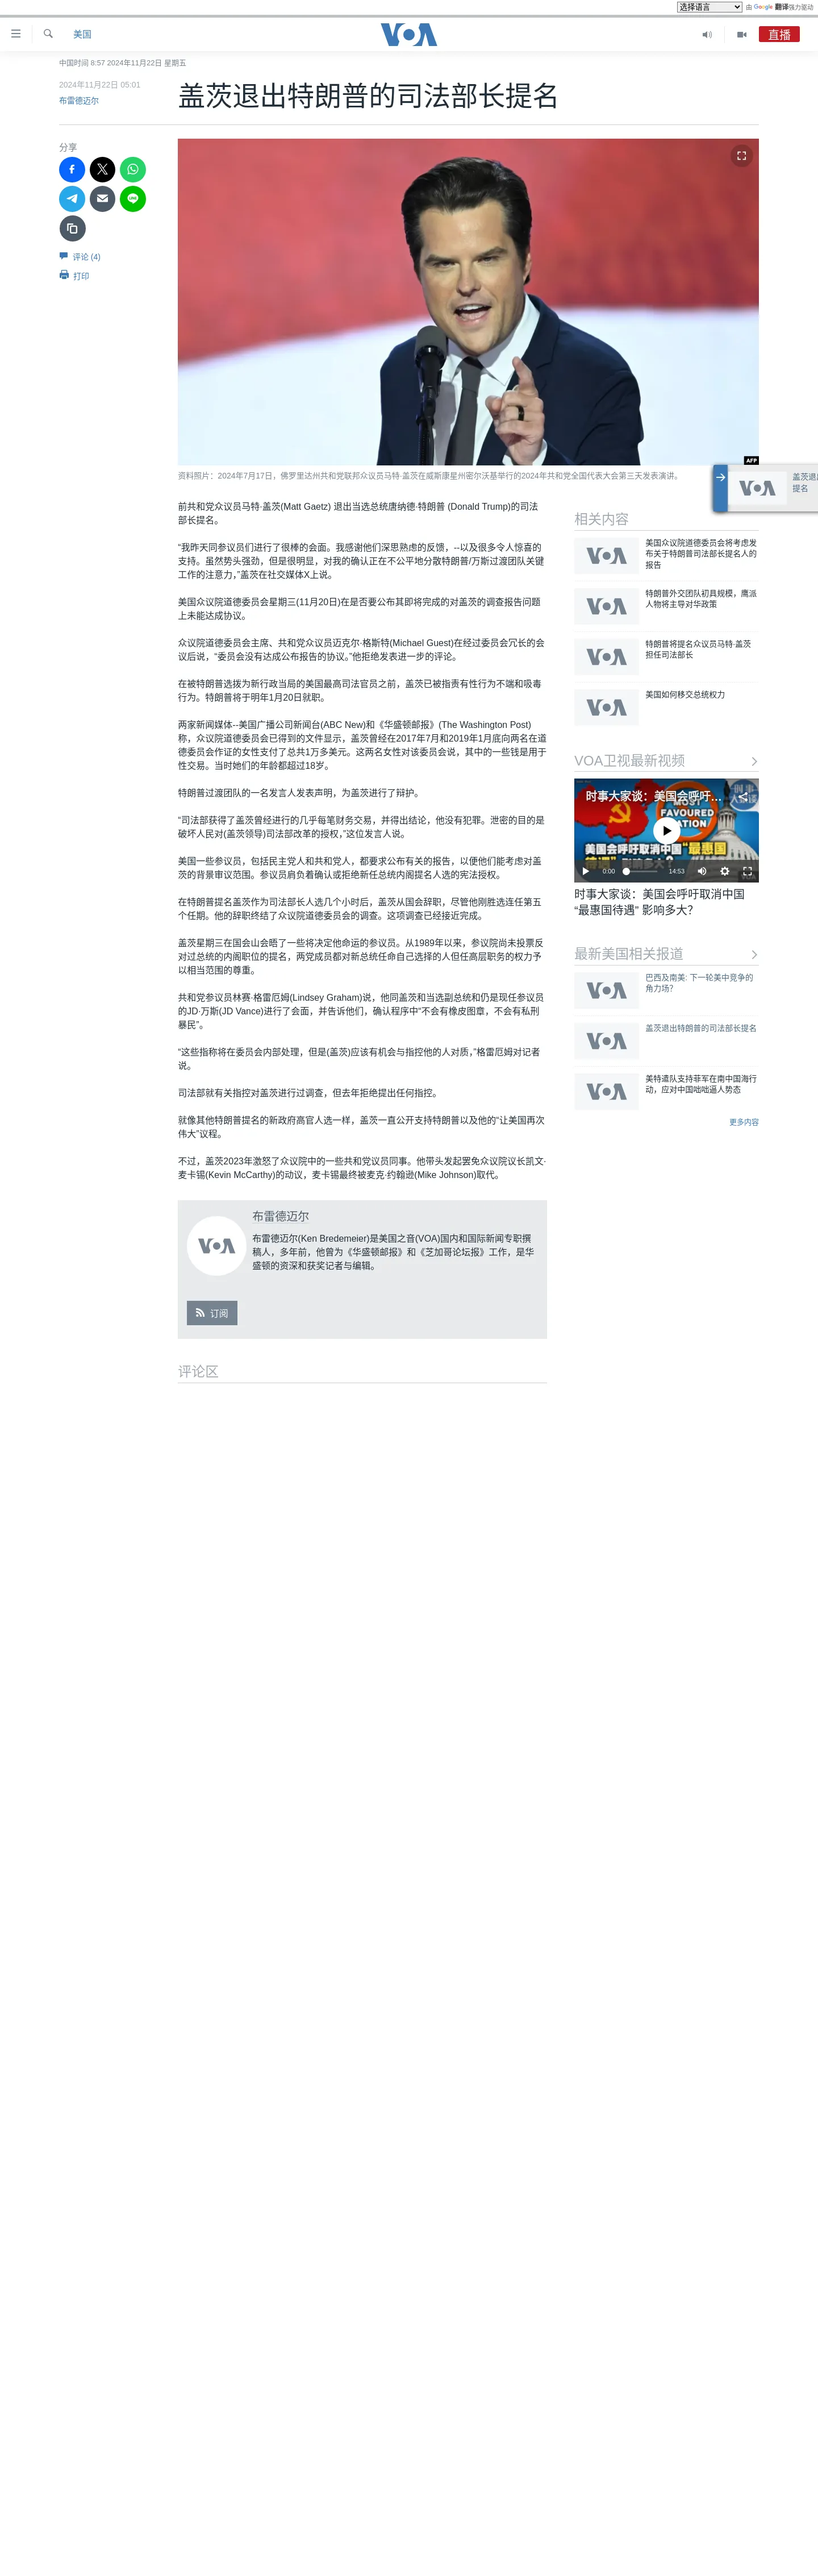 选择语言
由 Google 翻译强力驱动
美国
VOA
直播
中国时间 8:57 2024年11月22日 星期五
2024年11月22日 05:01
布雷德迈尔
盖茨退出特朗普的司法部长提名
分享
评论 (4)
打印
AFP
资料照片：2024年7月17日，佛罗里达州共和党联邦众议员马特·盖茨在威斯康星州密尔沃基举行的2024年共和党全国代表大会第三天发表演讲。
VOA
盖茨退出
提名
前共和党众议员马特·盖茨(Matt Gaetz) 退出当选总统唐纳德·特朗普 (Donald Trump)的司法
部长提名。
“我昨天同参议员们进行了很棒的会面。我感谢他们深思熟虑的反馈，--以及很多令人惊喜的
支持。虽然势头强劲，但是很明显，对我的确认正在不公平地分散特朗普/万斯过渡团队关键
工作的注意力，”盖茨在社交媒体X上说。
美国众议院道德委员会星期三(11月20日)在是否要公布其即将完成的对盖茨的调查报告问题
上未能达成协议。
众议院道德委员会主席、共和党众议员迈克尔·格斯特(Michael Guest)在经过委员会冗长的会
议后说，“委员会没有达成公布报告的协议。”他拒绝发表进一步的评论。
在被特朗普选拨为新行政当局的美国最高司法官员之前，盖茨已被指责有性行为不端和吸毒
行为。特朗普将于明年1月20日就职。
两家新闻媒体--美国广播公司新闻台(ABC New)和《华盛顿邮报》(The Washington Post)
称，众议院道德委员会已得到的文件显示，盖茨曾经在2017年7月和2019年1月底向两名在道
德委员会作证的女性支付了总共1万多美元。这两名女性对该委员会说，其中的一些钱是用于
性交易。当时她们的年龄都超过18岁。
特朗普过渡团队的一名发言人发表声明，为盖茨进行了辩护。
“司法部获得了盖茨曾经进行的几乎每笔财务交易，并得出结论，他没有犯罪。泄密的目的是
破坏人民对(盖茨领导)司法部改革的授权，”这位发言人说。
美国一些参议员，包括民主党人和共和党人，都要求公布有关的报告，以便他们能考虑对盖
茨的背景审议范围。参议员肩负着确认或拒绝新任总统内阁提名人选的宪法授权。
在特朗普提名盖茨作为司法部长人选几个小时后，盖茨从国会辞职，尽管他刚胜选连任第五
个任期。他的辞职终结了众议院道德委员会的调查。这项调查已经接近完成。
盖茨星期三在国会山会晤了一些将决定他命运的参议员。从1989年以来，参议院尚未投票反
对过总统的内阁职位的提名，两党成员都对新总统任命自己选择的人但任高层职务的权力予
以相当范围的尊重。
共和党参议员林赛·格雷厄姆(Lindsey Graham)说，他同盖茨和当选副总统和仍是现任参议员
的JD·万斯(JD Vance)进行了会面，并告诉他们，确认程序中“不会有橡皮图章，不会有私刑
暴民”。
“这些指称将在委员会内部处理，但是(盖茨)应该有机会与指控他的人对质，”格雷厄姆对记者
说。
司法部就有关指控对盖茨进行过调查，但去年拒绝提出任何指控。
就像其他特朗普提名的新政府高官人选一样，盖茨一直公开支持特朗普以及他的“让美国再次
伟大”议程。
不过，盖茨2023年激怒了众议院中的一些共和党议员同事。他带头发起罢免众议院议长凯文·
麦卡锡(Kevin McCarthy)的动议，麦卡锡最终被麦克·约翰逊(Mike Johnson)取代。
VOA
布雷德迈尔
布雷德迈尔(Ken Bredemeier)是美国之音(VOA)国内和国际新闻专职撰
稿人，多年前，他曾为《华盛顿邮报》和《芝加哥论坛报》工作，是华
盛顿的资深和获奖记者与编辑。
订阅
评论区
相关内容
VOA
美国众议院道德委员会将考虑发
布关于特朗普司法部长提名人的
报告
VOA
特朗普外交团队初具规模，鹰派
人物将主导对华政策
VOA
特朗普将提名众议员马特·盖茨
担任司法部长
VOA
美国如何移交总统权力
VOA卫视最新视频
时事大家谈：美国会呼吁...
MOST
FAVOURED
NATION
美国会呼吁取消中国“最惠国
待遇” 影响多大？
0:00
14:53
时事大家谈：美国会呼吁取消中国
“最惠国待遇” 影响多大？
最新美国相关报道
VOA
巴西及南美: 下一轮美中竞争的
角力场?
VOA
盖茨退出特朗普的司法部长提名
VOA
美特遣队支持菲军在南中国海行
动，应对中国咄咄逼人势态
更多内容